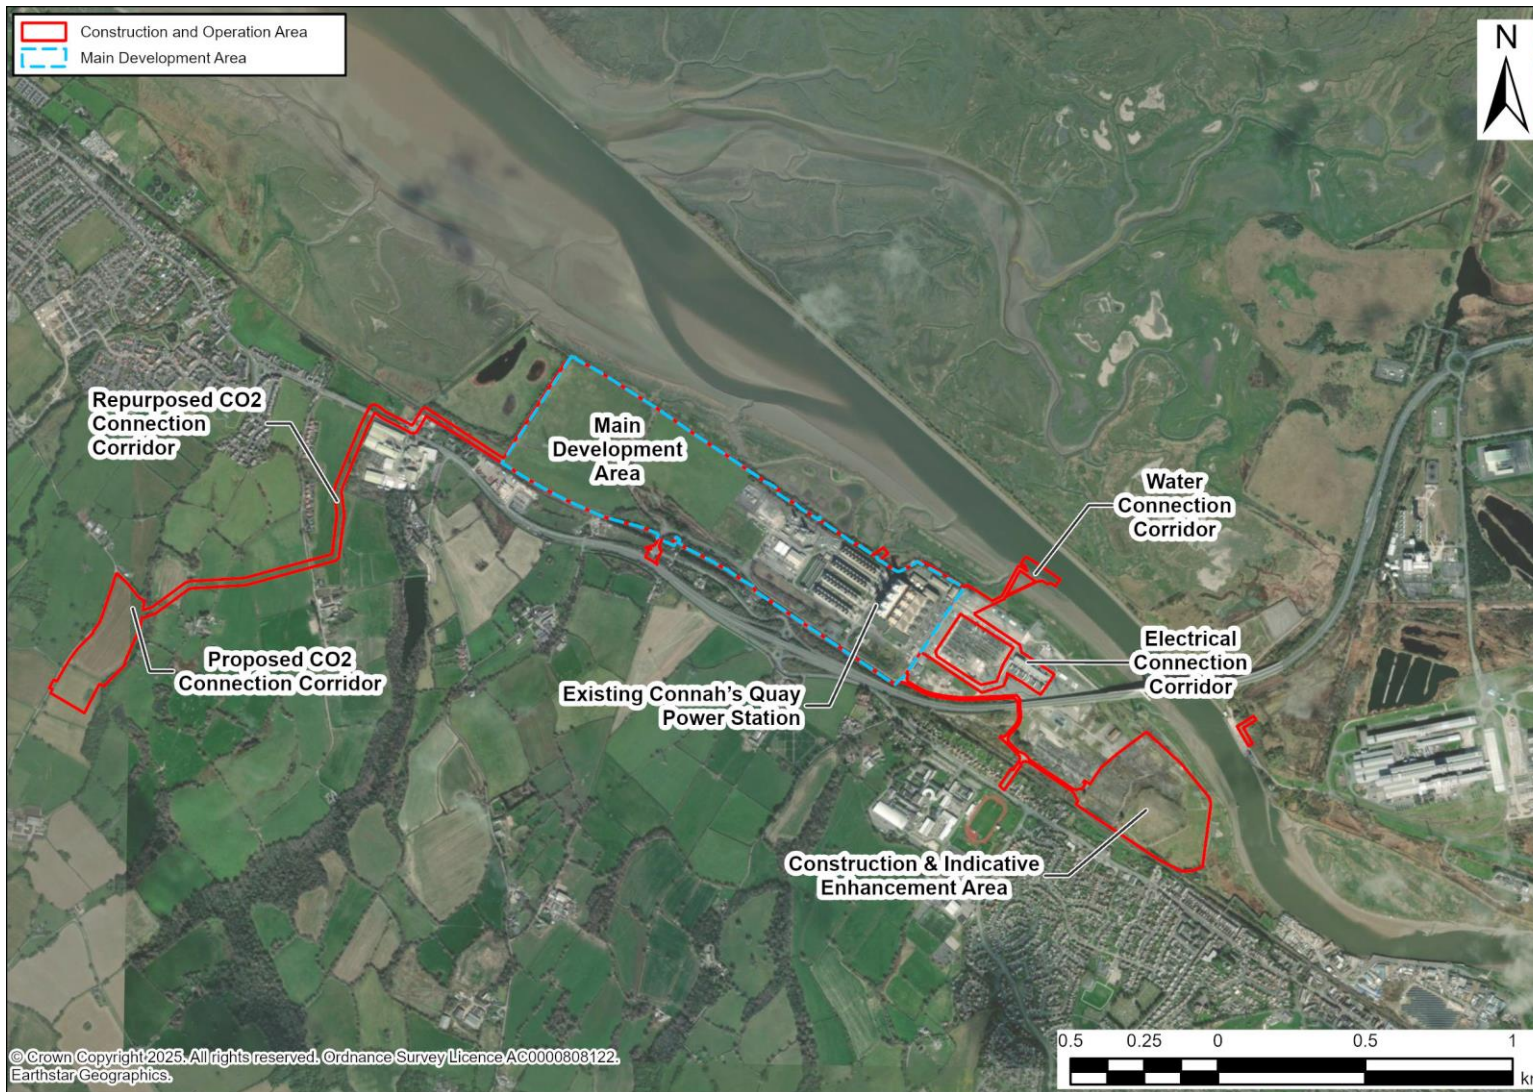 Construction and Operation Area
Main Development Area
N
Repurposed CO2
Connection
Corridor
Main
Development
Area
Water
Connection
Corridor
Proposed CO2
Connection Corridor
Electrical
Connection
Corridor
Existing Connah's Quay
Power Station
Construction & Indicative
Enhancement Area
0.5 0.25 0 0.5 1
km
© Crown Copyright 2025. All rights reserved. Ordnance Survey Licence AC0000808122.
Earthstar Geographics.